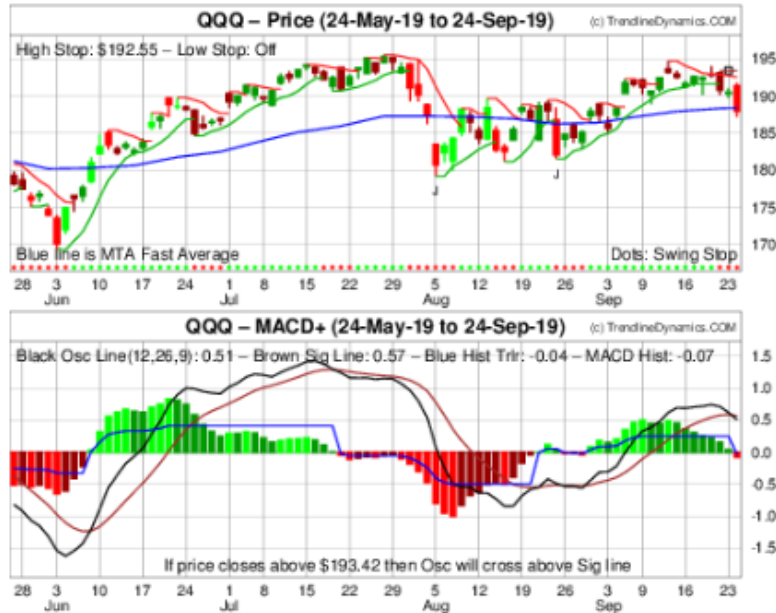 QQQ – Price (24-May-19 to 24-Sep-19) (c) TrendlineDynamics.COM
High Stop: $192.55 – Low Stop: Off
195
190
185
180
175
170
J
J
Blue line is MTA Fast Average
Dots: Swing Stop
28 3 10 17 24 1 8 15 22 29 5 12 19 26 3 9 16 23
Jun Jul Aug Sep
QQQ – MACD+ (24-May-19 to 24-Sep-19) (c) TrendlineDynamics.COM
Black Osc Line(12,26,9): 0.51 – Brown Sig Line: 0.57 – Blue Hist Trlr: -0.04 – MACD Hist: -0.07
1.5
1.0
0.5
0.0
-0.5
-1.0
-1.5
If price closes above $193.42 then Osc will cross above Sig line
28 3 10 17 24 1 8 15 22 29 5 12 19 26 3 9 16 23
Jun Jul Aug Sep